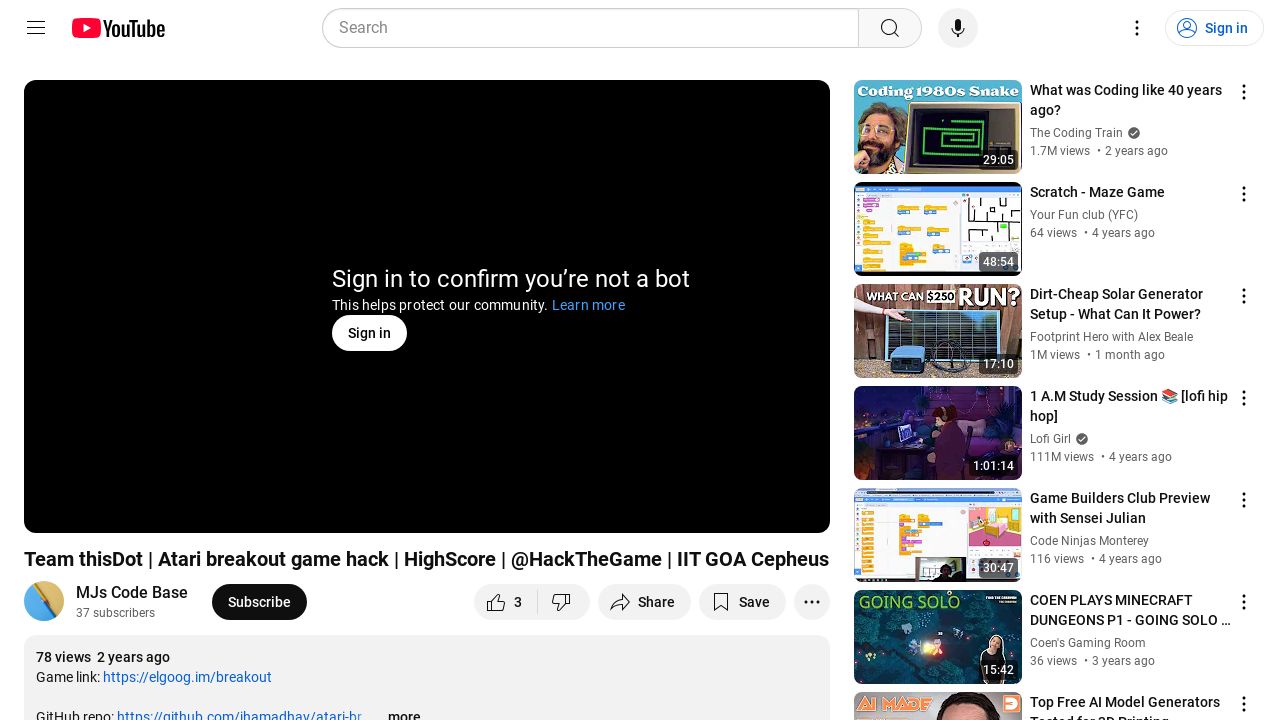 YouTube
Search
Sign in
Sign in to confirm you’re not a bot
This helps protect our community. Learn more
Sign in
Team thisDot | Atari breakout game hack | HighScore | @HackTheGame | IIT GOA Cepheus
MJs Code Base
37 subscribers
Subscribe
3
Share
Save
78 views 2 years ago
Game link: https://elgoog.im/breakout
GitHub repo: https://github.com/jhamadhav/atari-br
...more
Coding 1980s Snake
29:05
What was Coding like 40 years
ago?
The Coding Train
1.7M views • 2 years ago
48:54
Scratch - Maze Game
Your Fun club (YFC)
64 views • 4 years ago
WHAT CAN $250 RUN?
17:10
Dirt-Cheap Solar Generator
Setup - What Can It Power?
Footprint Hero with Alex Beale
1M views • 1 month ago
1:01:14
1 A.M Study Session 📚 [lofi hip
hop]
Lofi Girl
111M views • 4 years ago
30:47
Game Builders Club Preview
with Sensei Julian
Code Ninjas Monterey
116 views • 4 years ago
GOING SOLO
15:42
COEN PLAYS MINECRAFT
DUNGEONS P1 - GOING SOLO ...
Coen's Gaming Room
36 views • 3 years ago
AI MADE
Top Free AI Model Generators
Tested for 3D Printing